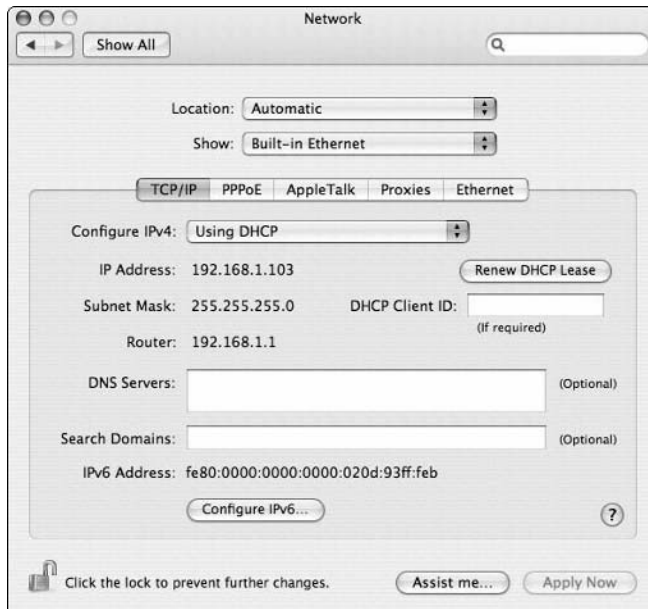 Network
Show All
Location: Automatic
Show: Built-in Ethernet
TCP/IP PPPoE AppleTalk Proxies Ethernet
Configure IPv4: Using DHCP
IP Address: 192.168.1.103 Renew DHCP Lease
Subnet Mask: 255.255.255.0 DHCP Client ID:
(If required)
Router: 192.168.1.1
DNS Servers: (Optional)
Search Domains: (Optional)
IPv6 Address: fe80:0000:0000:0000:020d:93ff:feb
Configure IPv6... ?
Click the lock to prevent further changes. Assist me... Apply Now